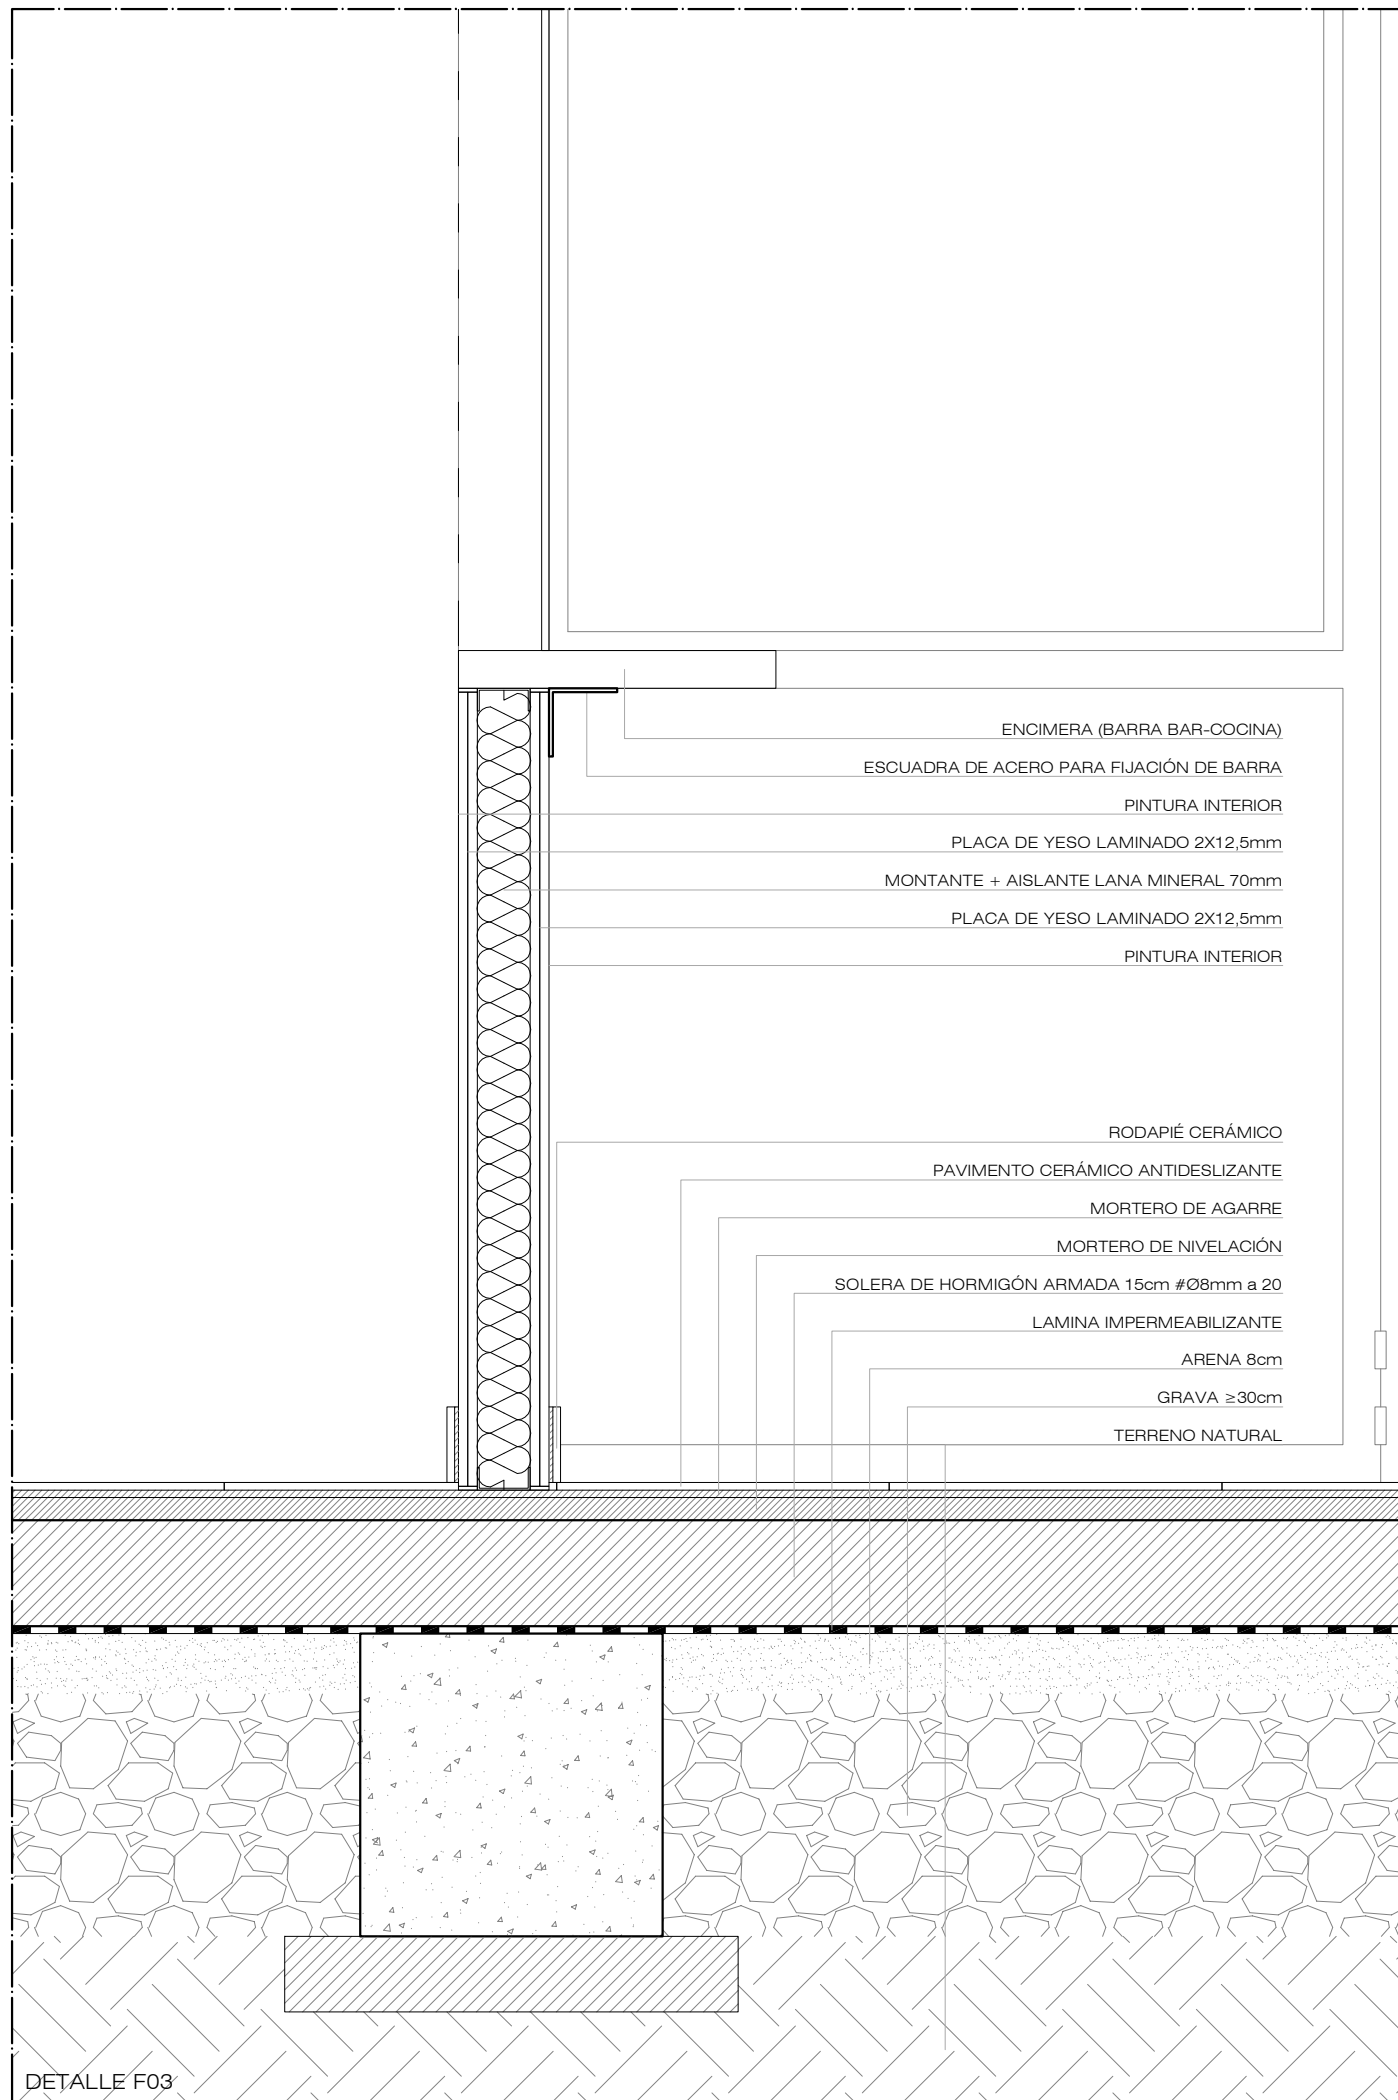 ENCIMERA (BARRA BAR-COCINA)
ESCUADRA DE ACERO PARA FIJACIÓN DE BARRA
PINTURA INTERIOR
PLACA DE YESO LAMINADO 2X12,5mm
MONTANTE + AISLANTE LANA MINERAL 70mm
PLACA DE YESO LAMINADO 2X12,5mm
PINTURA INTERIOR
RODAPIÉ CERÁMICO
PAVIMENTO CERÁMICO ANTIDESLIZANTE
MORTERO DE AGARRE
MORTERO DE NIVELACIÓN
SOLERA DE HORMIGÓN ARMADA 15cm #Ø8mm a 20
LAMINA IMPERMEABILIZANTE
ARENA 8cm
GRAVA ≥30cm
TERRENO NATURAL
DETALLE F03